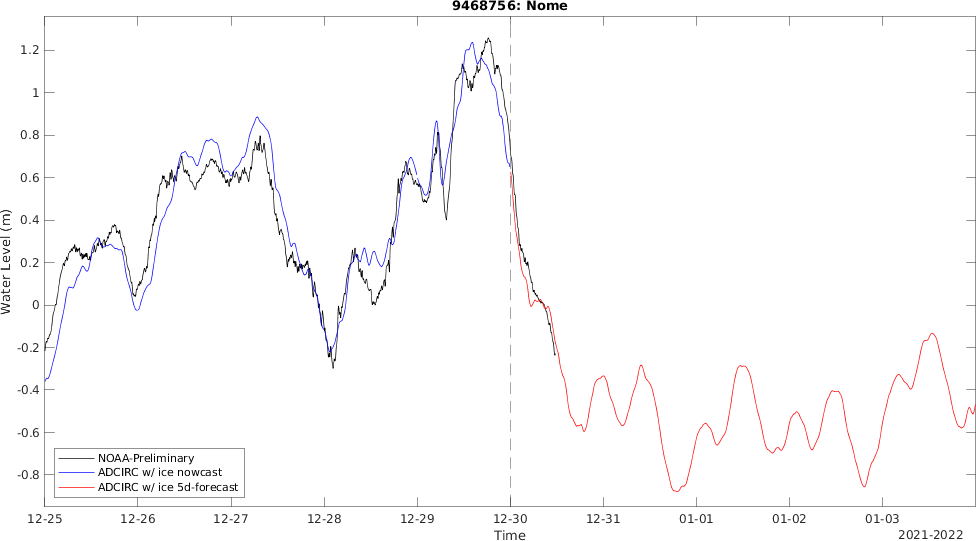 9468756: Nome
Water Level (m)
1.2
1
0.8
0.6
0.4
0.2
0
-0.2
-0.4
-0.6
-0.8
NOAA-Preliminary
ADCIRC w/ ice nowcast
ADCIRC w/ ice 5d-forecast
12-25 12-26 12-27 12-28 12-29 12-30 12-31 01-01 01-02 01-03
Time
2021-2022